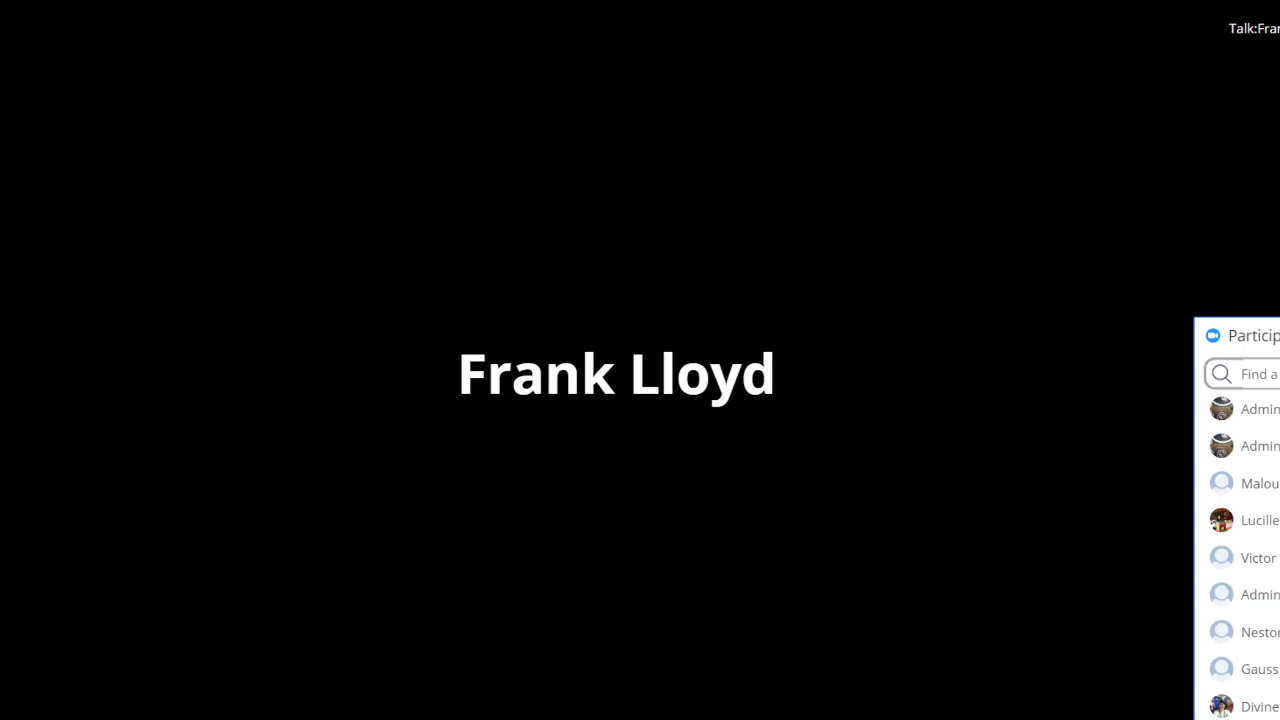 Talk:Fran
Frank Lloyd
Particip
Find a
Admin
Admin
Malou
Lucille
Victor
Admin
Nestor
Gauss
Divine